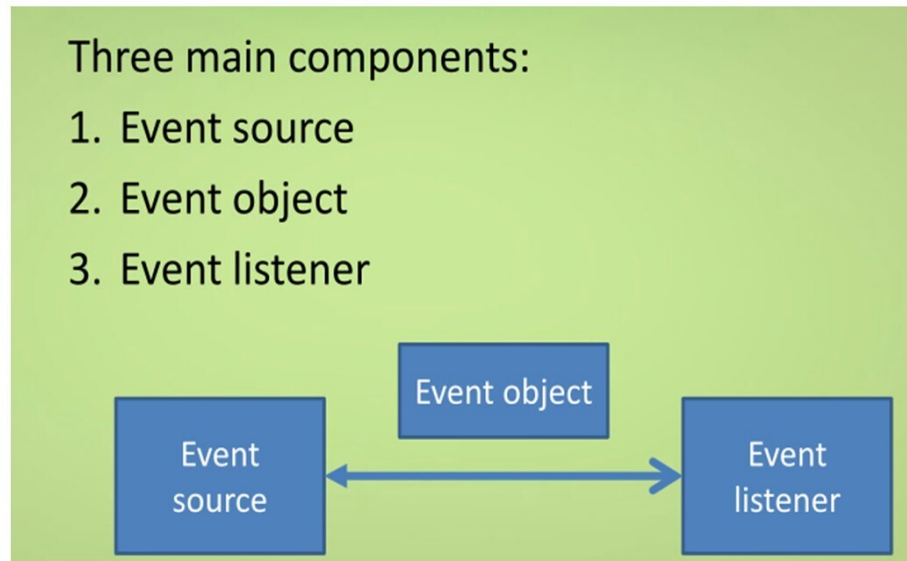 Three main components:
1. Event source
2. Event object
3. Event listener
Event object
Event
source
Event
listener